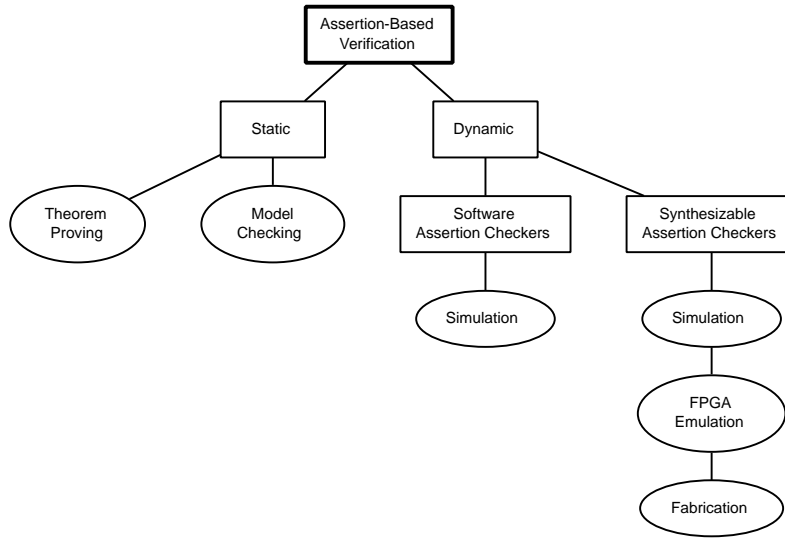 Assertion-Based
Verification
Static
Dynamic
Theorem
Proving
Model
Checking
Software
Assertion Checkers
Synthesizable
Assertion Checkers
Simulation
Simulation
FPGA
Emulation
Fabrication